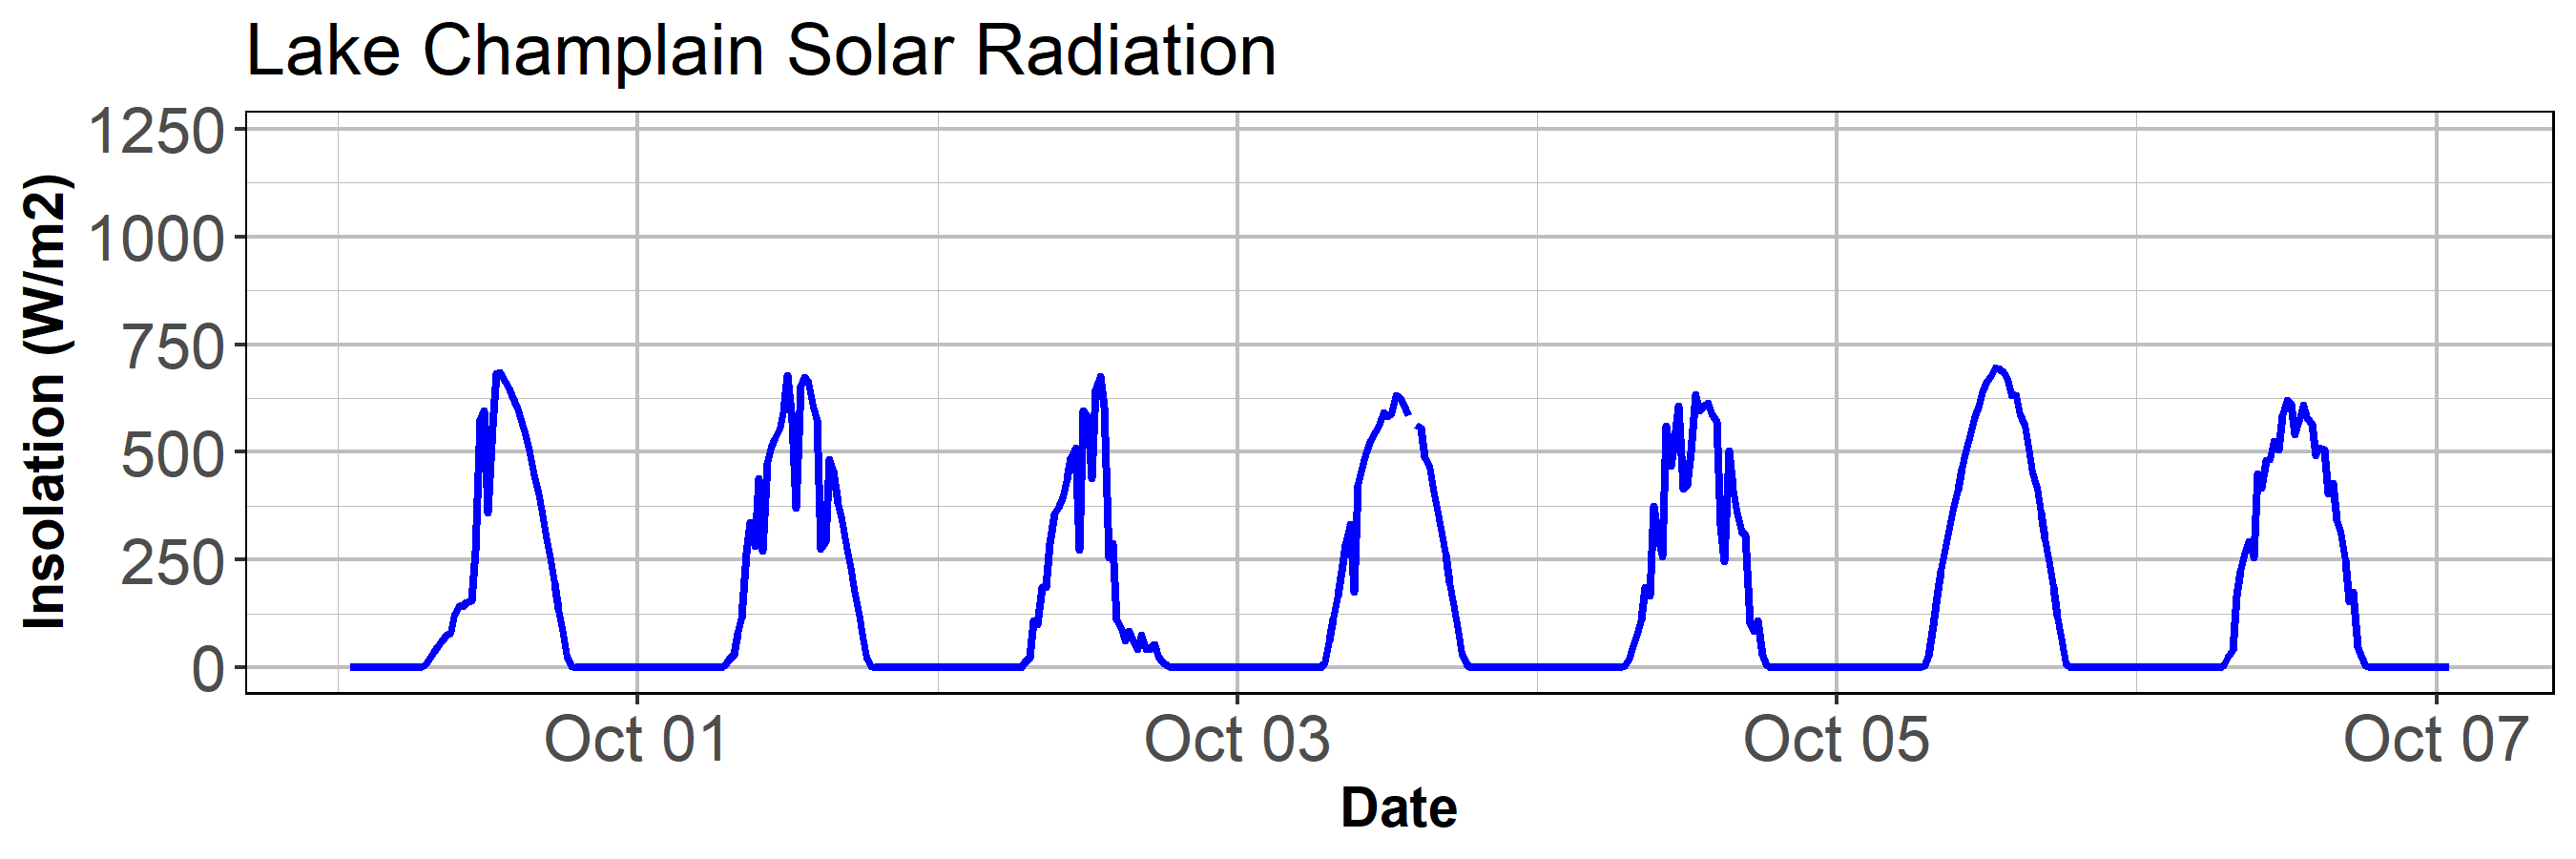 Lake Champlain Solar Radiation
Insolation (W/m2)
1250
1000
750
500
250
0
Oct 01 Oct 03 Oct 05 Oct 07
Date